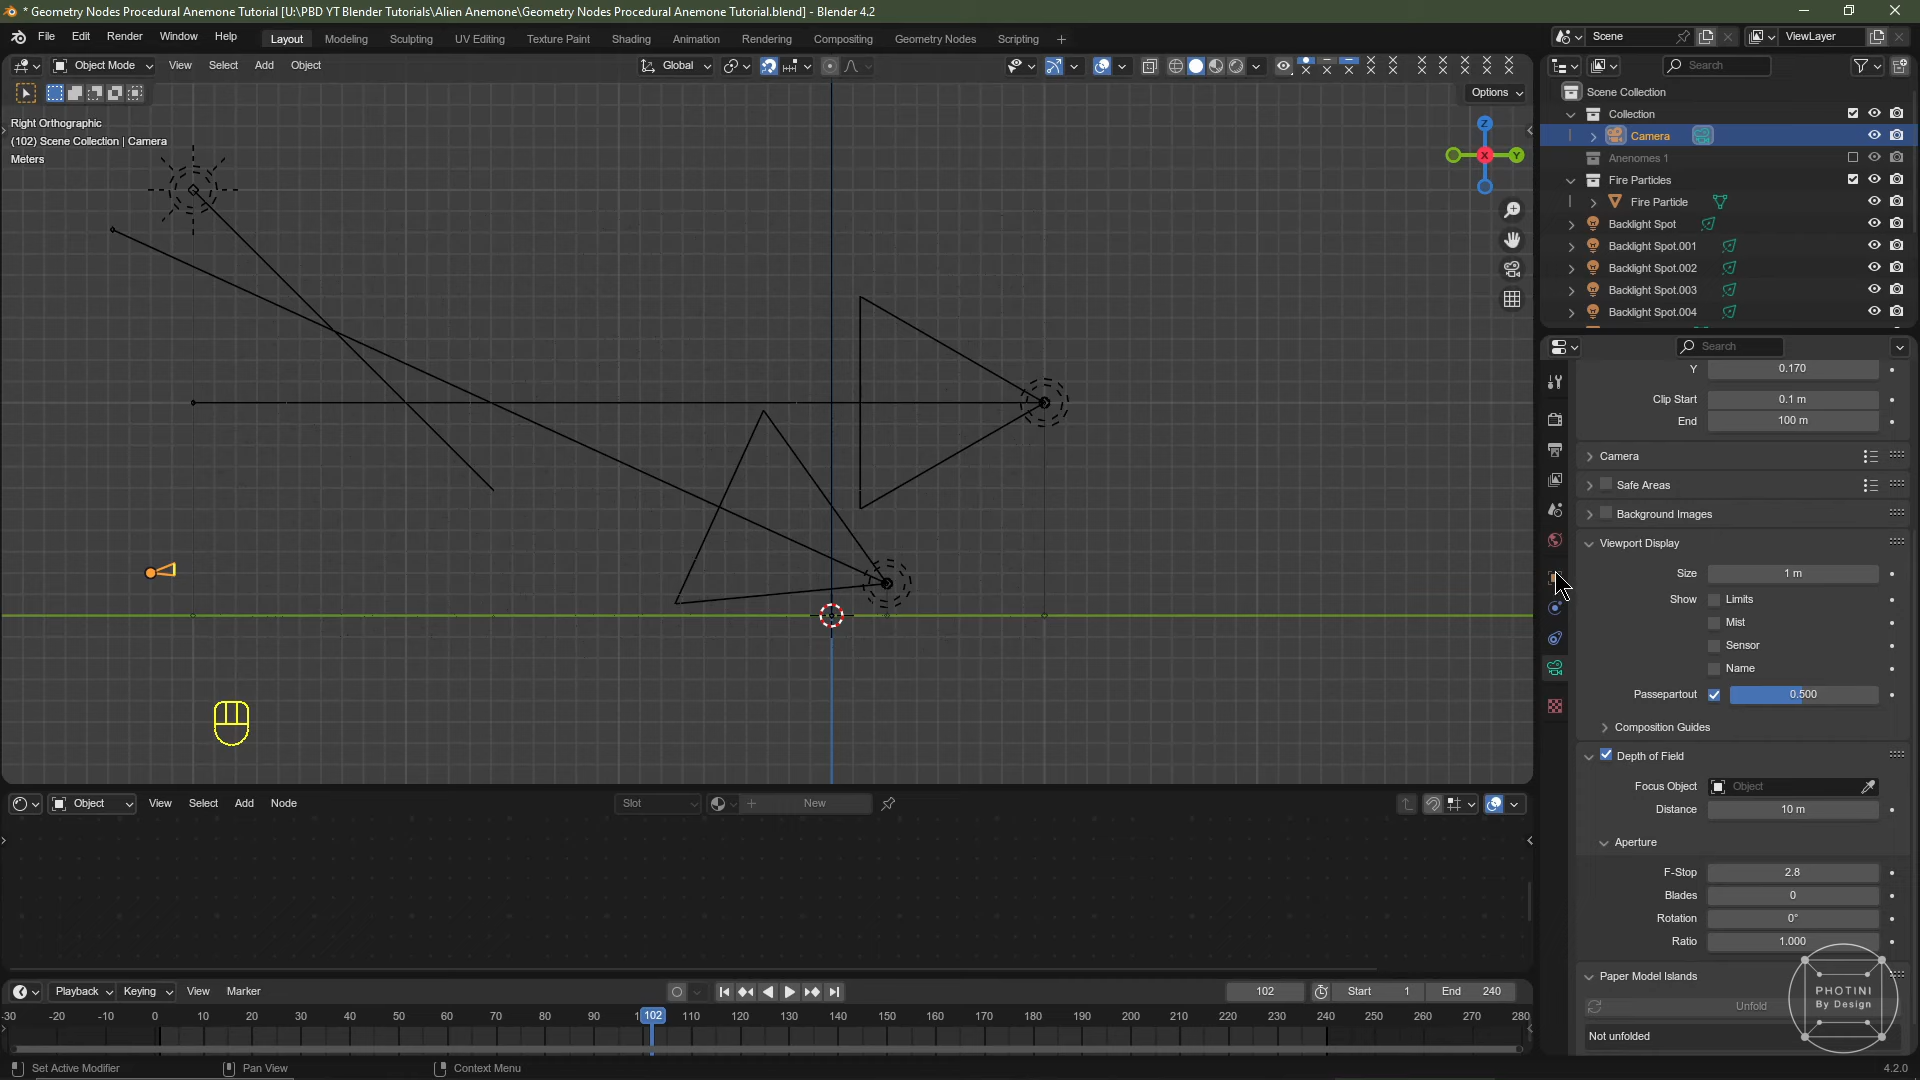 * Geometry Nodes Procedural Anemone Tutorial [U:\PBD YT Blender Tutorials\Alien Anemone\Geometry Nodes Procedural Anemone Tutorial.blend] - Blender 4.2
File Edit Render Window Help
Layout Modeling Sculpting UV Editing Texture Paint Shading Animation Rendering Compositing Geometry Nodes Scripting
Scene
ViewLayer
Object Mode View Select Add Object
Global
Search
Options
Right Orthographic
(102) Scene Collection | Camera
Meters
Z
X
Y
Scene Collection
Collection
Camera
Anenomes 1
Fire Particles
Fire Particle
Backlight Spot
Backlight Spot.001
Backlight Spot.002
Backlight Spot.003
Backlight Spot.004
Search
Y 0.170
Clip Start 0.1 m
End 100 m
Camera
Safe Areas
Background Images
Viewport Display
Size 1 m
Show Limits
Mist
Sensor
Name
Passepartout 0.500
Composition Guides
Depth of Field
Focus Object Object
Distance 10 m
Aperture
F-Stop 2.8
Blades 0
Rotation 0°
Ratio 1.000
Paper Model Islands
Unfold
Not unfolded
PHOTINI
By Design
Object View Select Add Node
Slot
New
Playback Keying View Marker
102
Start 1
End 240
-30 -20 -10 0 10 20 30 40 50 60 70 80 90 102 110 120 130 140 150 160 170 180 190 200 210 220 230 240 250 260 270 280
Set Active Modifier
Pan View
Context Menu
4.2.0